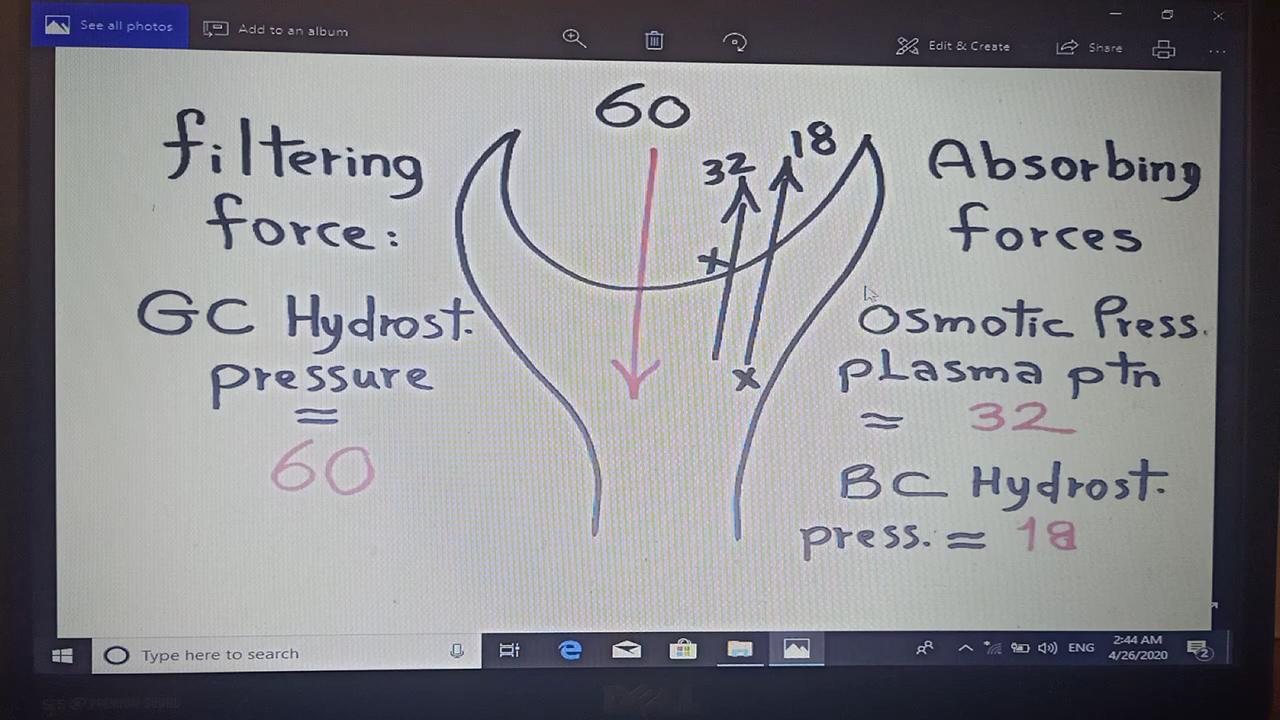 See all photos
Add to an album
Edit & Create
Share
60
32
18
filtering
force:
GC Hydrost.
pressure
=
60
Absorbing
forces
Osmotic Press.
plasma ptn
= 32
BC Hydrost.
press. = 18
Type here to search
ENG
2:44 AM
4/26/2020
2